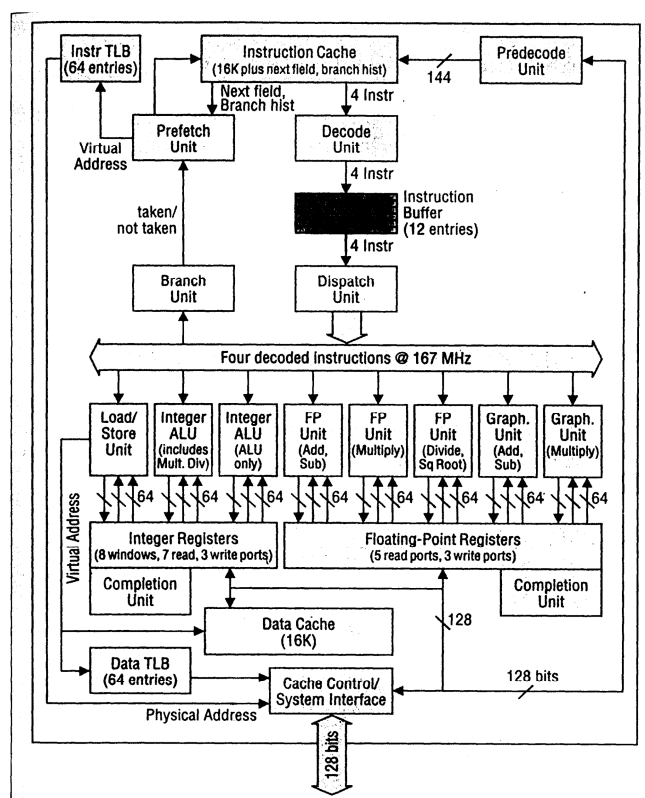 Instr TLB
(64 entries)
Instruction Cache
(16K plus next field, branch hist)
Predecode
Unit
144
Next field,
Branch hist
4 Instr
Virtual
Address
Prefetch
Unit
Decode
Unit
4 Instr
taken/
not taken
Instruction
Buffer
(12 entries)
4 Instr
Branch
Unit
Dispatch
Unit
Four decoded instructions @ 167 MHz
Load/
Store
Unit
Integer
ALU
(includes
Mult. Div)
Integer
ALU
(ALU
only)
FP
Unit
(Add,
Sub)
FP
Unit
(Multiply)
FP
Unit
(Divide,
Sq Root)
Graph.
Unit
(Add,
Sub)
Graph.
Unit
(Multiply)
64
64
64
64
64
64
64
64
Virtual Address
Integer Registers
(8 windows, 7 read, 3 write ports)
Floating-Point Registers
(5 read ports, 3 write ports)
Completion
Unit
Completion
Unit
Data Cache
(16K)
128
Data TLB
(64 entries)
Cache Control/
System Interface
128 bits
Physical Address
128 bits